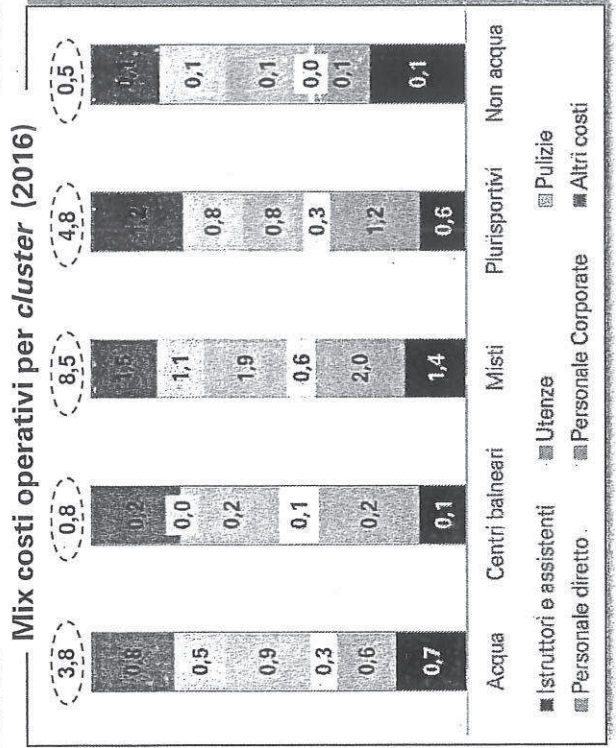 Mix costi operativi per cluster (2016)
3,8 0,8 8,5 4,8 0,5
0,8 0,2 1,5 1,2 0,1
0,5 0,0 1,1 0,8 0,1
0,9 0,2 1,9 0,8 0,1
0,3 0,1 0,6 0,3 0,0
0,6 0,2 2,0 1,2 0,1
0,7 0,1 1,4 0,6 0,1
Acqua Centri balneari Misti Plurisportivi Non acqua
Istruttori e assistenti Utenze Pulizie
Personale diretto Personale Corporate Altri costi